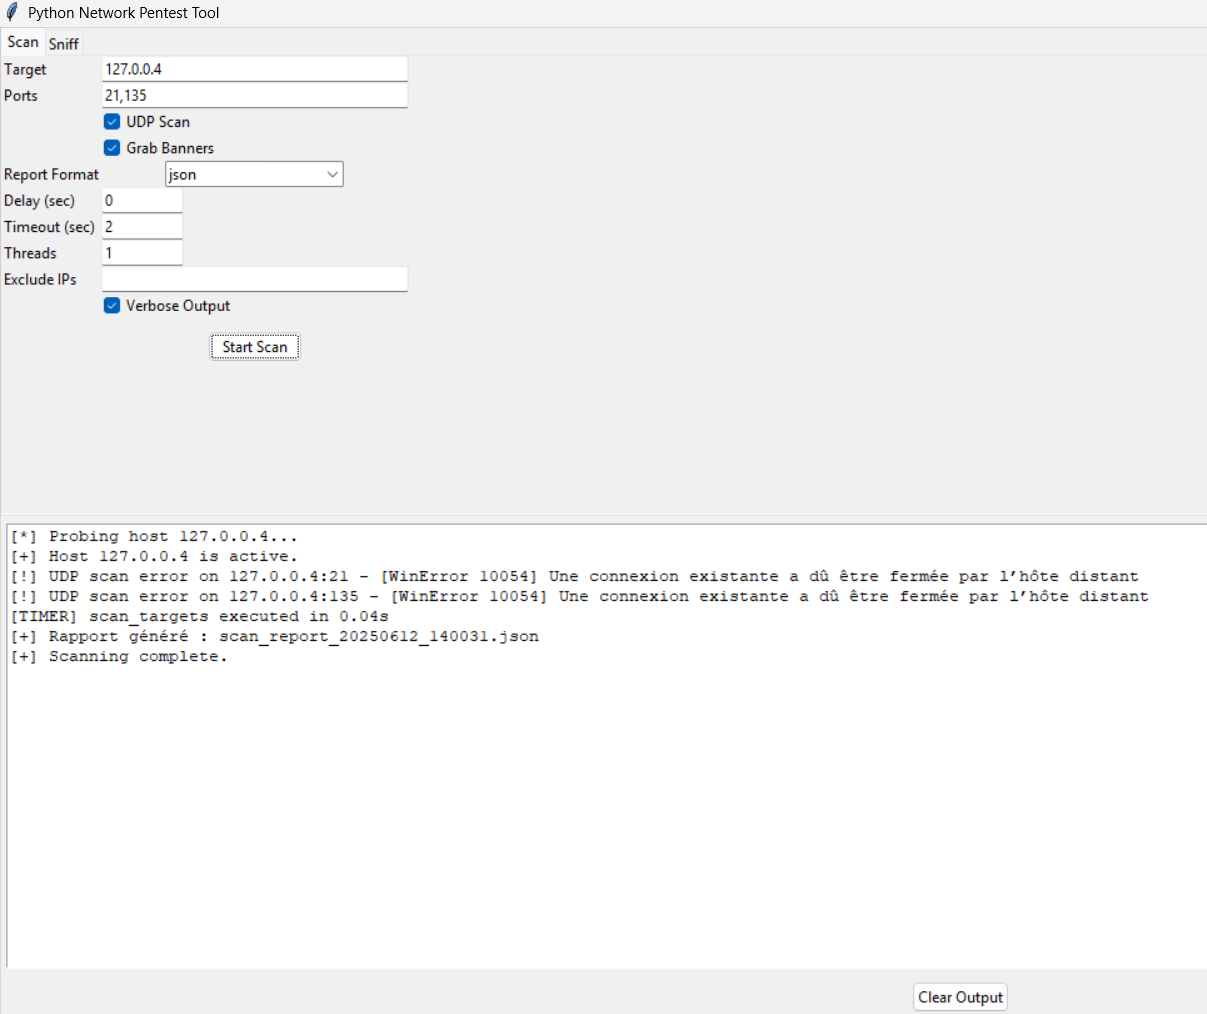 Python Network Pentest Tool
Scan Sniff
Target 127.0.0.4
Ports 21,135
UDP Scan
Grab Banners
Report Format json
Delay (sec) 0
Timeout (sec) 2
Threads 1
Exclude IPs
Verbose Output
Start Scan
[*] Probing host 127.0.0.4...
[+] Host 127.0.0.4 is active.
[!] UDP scan error on 127.0.0.4:21 - [WinError 10054] Une connexion existante a dû être fermée par l’hôte distant
[!] UDP scan error on 127.0.0.4:135 - [WinError 10054] Une connexion existante a dû être fermée par l’hôte distant
[TIMER] scan_targets executed in 0.04s
[+] Rapport généré : scan_report_20250612_140031.json
[+] Scanning complete.
Clear Output